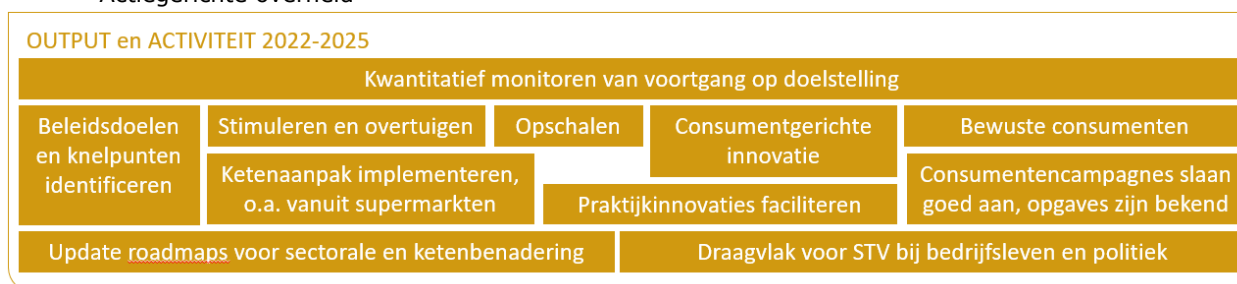 Actiegerichte overheid
OUTPUT en ACTIVITEIT 2022-2025
Kwantitatief monitoren van voortgang op doelstelling
Beleidsdoelen
en knelpunten
identificeren
Stimuleren en overtuigen
Opschalen
Consumentgerichte
innovatie
Bewuste consumenten
Ketenaanpak implementeren,
o.a. vanuit supermarkten
Praktijkinnovaties faciliteren
Consumentencampagnes slaan
goed aan, opgaves zijn bekend
Update roadmaps voor sectorale en ketenbenadering
Draagvlak voor STV bij bedrijfsleven en politiek